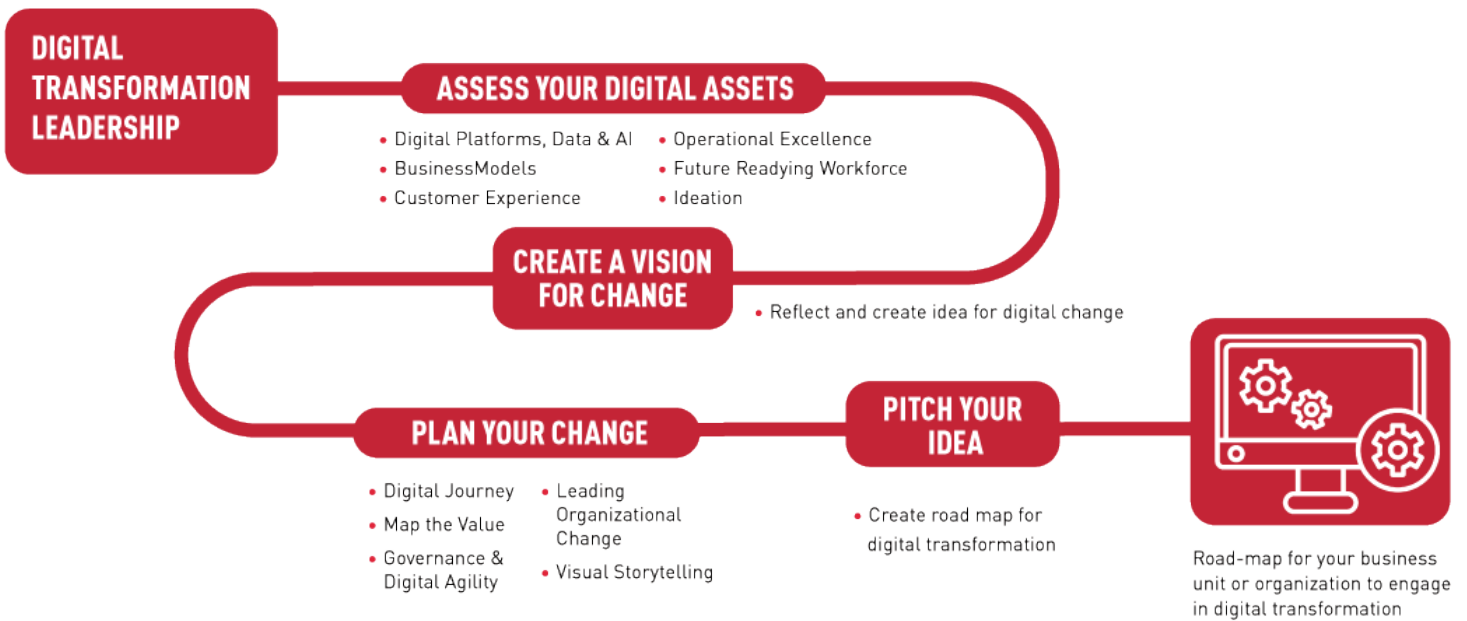 DIGITAL
TRANSFORMATION
LEADERSHIP
ASSESS YOUR DIGITAL ASSETS
• Digital Platforms, Data & AI
• BusinessModels
• Customer Experience
• Operational Excellence
• Future Readying Workforce
• Ideation
CREATE A VISION
FOR CHANGE
• Reflect and create idea for digital change
PLAN YOUR CHANGE
• Digital Journey
• Map the Value
• Governance &
Digital Agility
• Leading
Organizational
Change
• Visual Storytelling
PITCH YOUR
IDEA
• Create road map for
digital transformation
Road-map for your business
unit or organization to engage
in digital transformation